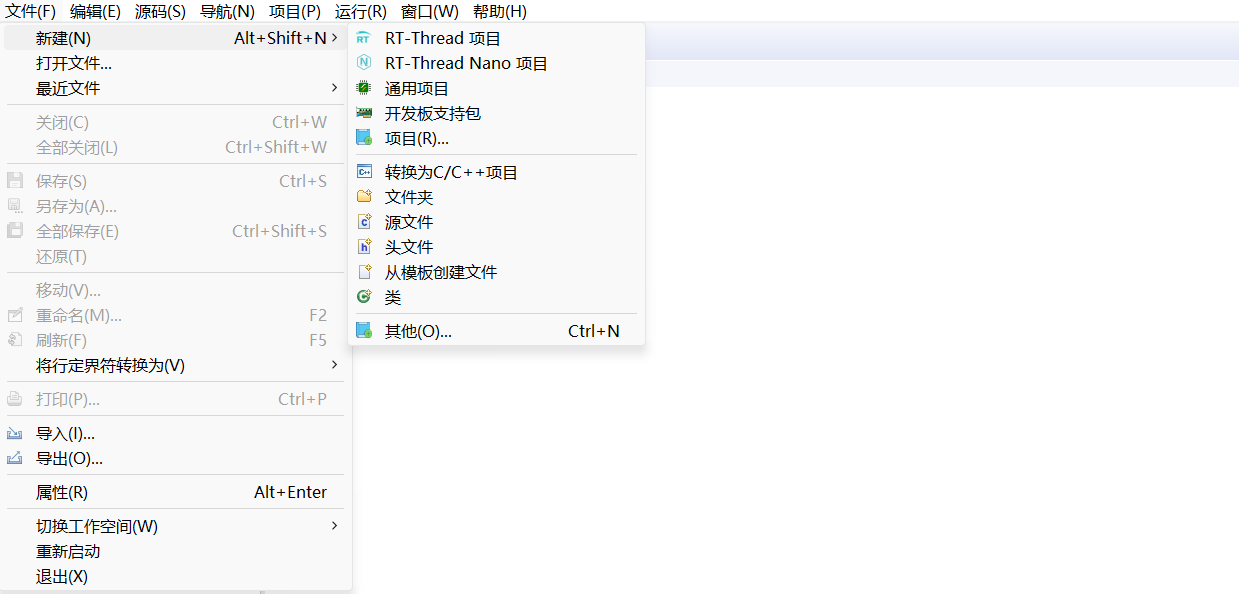 文件(F) 编辑(E) 源码(S) 导航(N) 项目(P) 运行(R) 窗口(W) 帮助(H)
新建(N) Alt+Shift+N
打开文件...
最近文件
关闭(C) Ctrl+W
全部关闭(L) Ctrl+Shift+W
保存(S) Ctrl+S
另存为(A)...
全部保存(E) Ctrl+Shift+S
还原(T)
移动(V)...
重命名(M)... F2
刷新(F) F5
将行定界符转换为(V)
打印(P)... Ctrl+P
导入(I)...
导出(O)...
属性(R) Alt+Enter
切换工作空间(W)
重新启动
退出(X)
RT-Thread 项目
RT-Thread Nano 项目
通用项目
开发板支持包
项目(R)...
转换为C/C++项目
文件夹
源文件
头文件
从模板创建文件
类
其他(O)... Ctrl+N